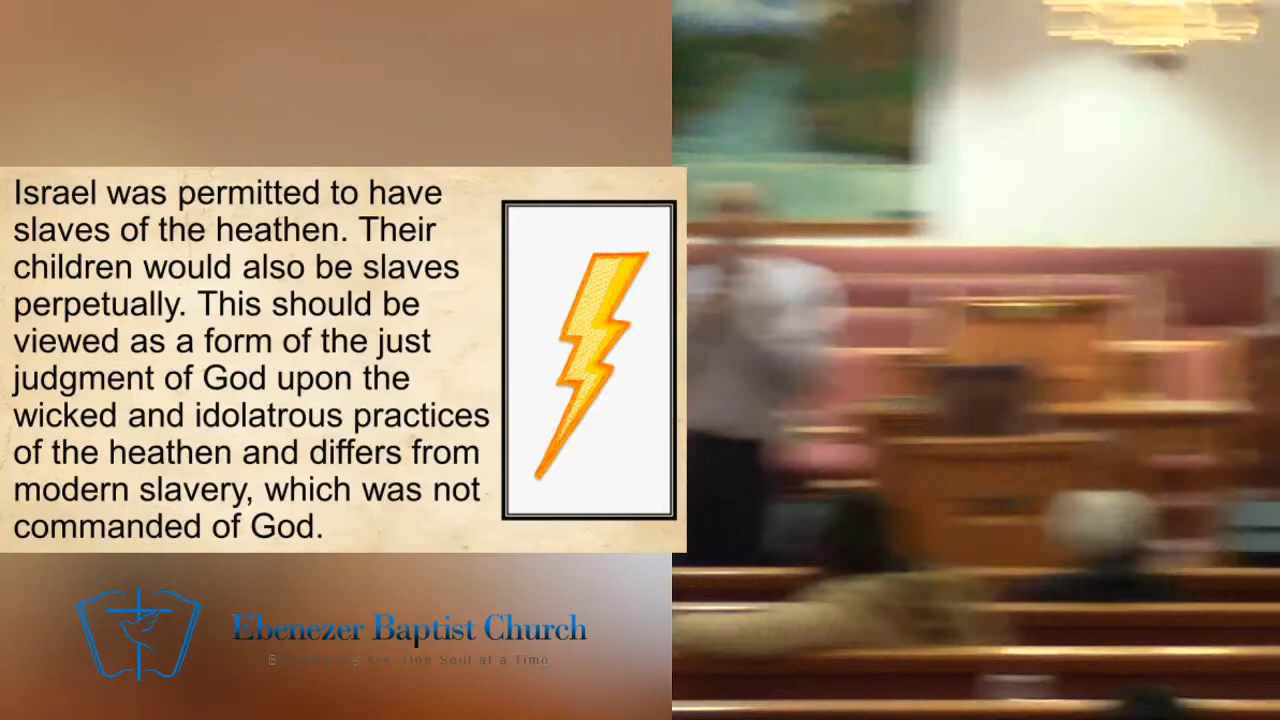 Israel was permitted to have
slaves of the heathen. Their
children would also be slaves
perpetually. This should be
viewed as a form of the just
judgment of God upon the
wicked and idolatrous practices
of the heathen and differs from
modern slavery, which was not
commanded of God.
Ebenezer Baptist Church
One Soul at a Time